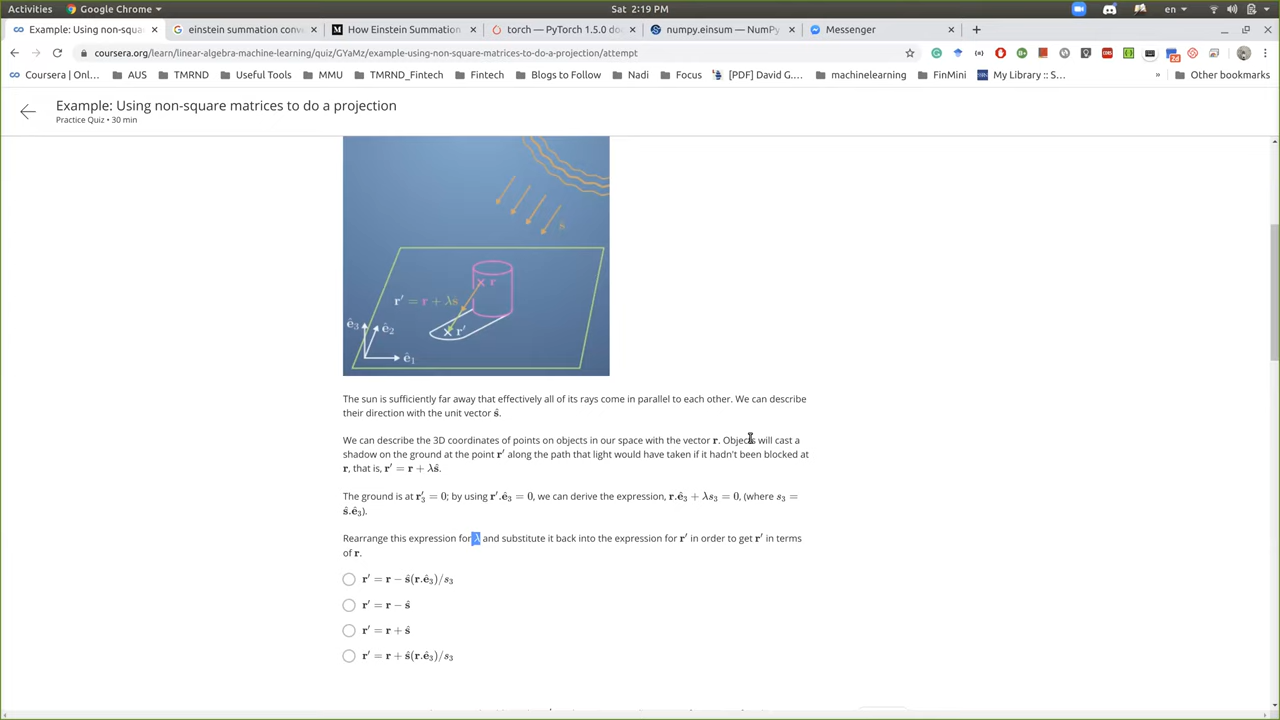 Activities
Google Chrome
Sat 2:19 PM
en
Example: Using non-squa
einstein summation conv
How Einstein Summation
torch — PyTorch 1.5.0 do
numpy.einsum — NumPy
Messenger
coursera.org/learn/linear-algebra-machine-learning/quiz/GYaMz/example-using-non-square-matrices-to-do-a-projection/attempt
Coursera | Onl...
AUS
TMRND
Useful Tools
MMU
TMRND_Fintech
Fintech
Blogs to Follow
Nadi
Focus
[PDF] David G....
machinelearning
FinMini
My Library :: S...
»
Other bookmarks
Example: Using non-square matrices to do a projection
Practice Quiz • 30 min
ŝ
r
r′ = r + λŝ
r′
ê₃
ê₂
ê₁
The sun is sufficiently far away that effectively all of its rays come in parallel to each other. We can describe
their direction with the unit vector ŝ.
We can describe the 3D coordinates of points on objects in our space with the vector r. Objects will cast a
shadow on the ground at the point r′ along the path that light would have taken if it hadn't been blocked at
r, that is, r′ = r + λŝ.
The ground is at r′₃ = 0; by using r′.ê₃ = 0, we can derive the expression, r.ê₃ + λs₃ = 0, (where s₃ =
ŝ.ê₃).
Rearrange this expression for λ and substitute it back into the expression for r′ in order to get r′ in terms
of r.
r′ = r − ŝ(r.ê₃)/s₃
r′ = r − ŝ
r′ = r + ŝ
r′ = r + ŝ(r.ê₃)/s₃